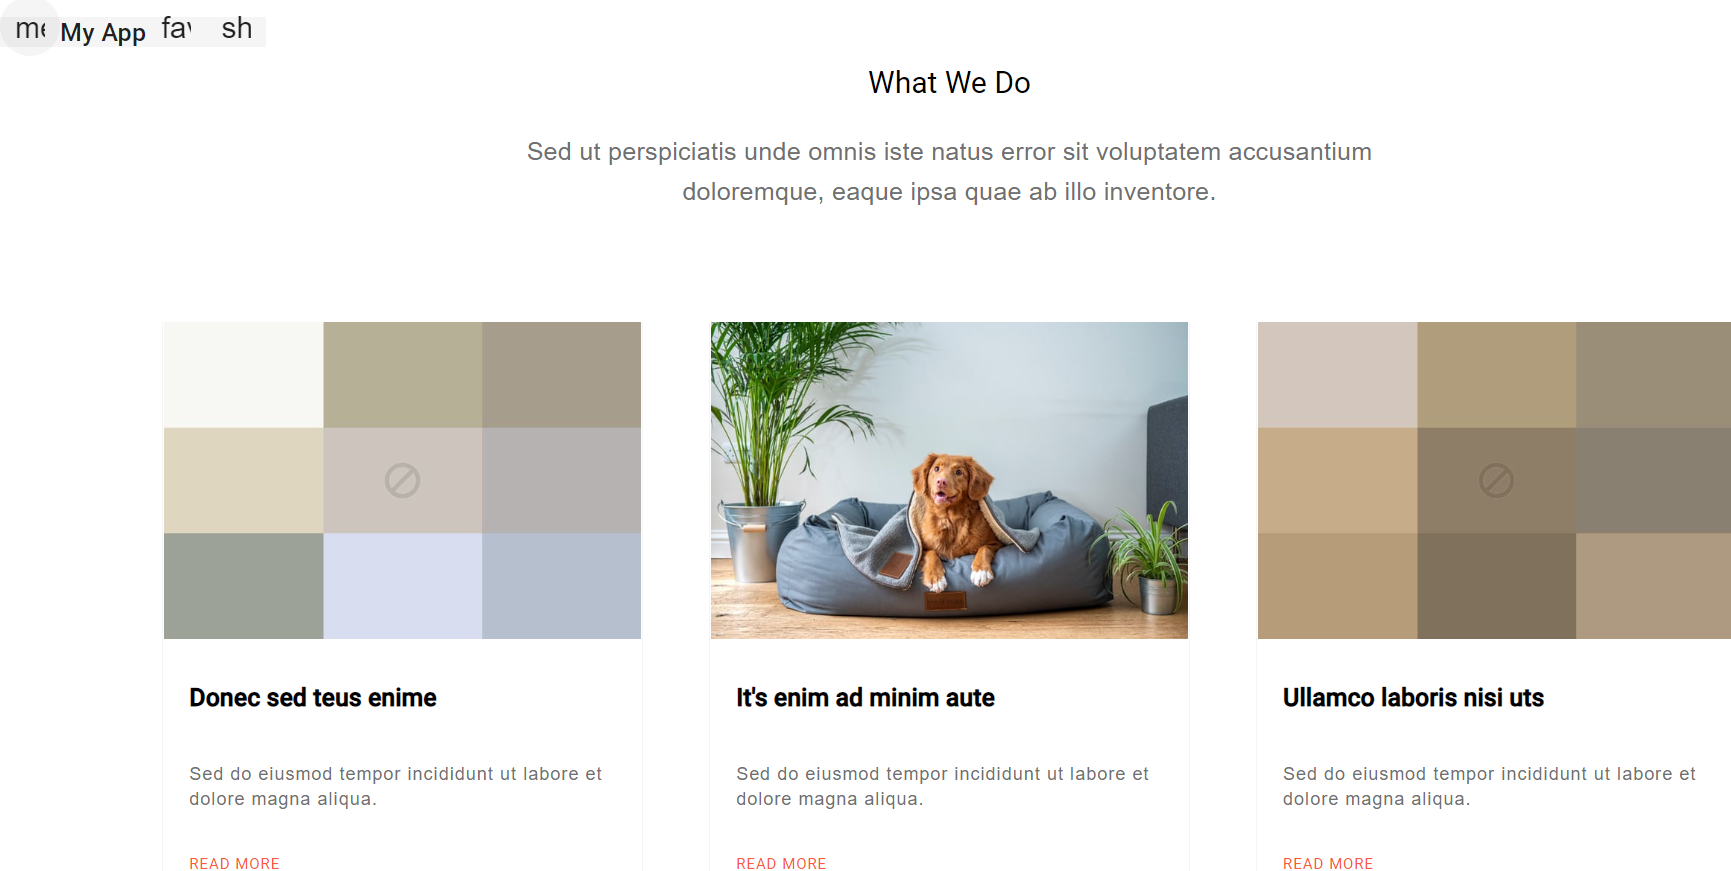 me My App fav sh
What We Do
Sed ut perspiciatis unde omnis iste natus error sit voluptatem accusantium
doloremque, eaque ipsa quae ab illo inventore.
Donec sed teus enime
It's enim ad minim aute
Ullamco laboris nisi uts
Sed do eiusmod tempor incididunt ut labore et
dolore magna aliqua.
Sed do eiusmod tempor incididunt ut labore et
dolore magna aliqua.
Sed do eiusmod tempor incididunt ut labore et
dolore magna aliqua.
READ MORE
READ MORE
READ MORE